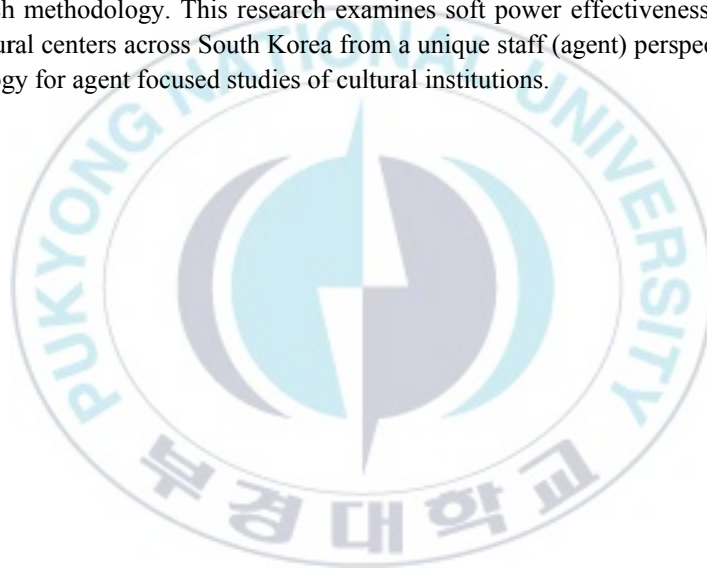 h methodology. This research examines soft power effectiveness
ural centers across South Korea from a unique staff (agent) perspec
gy for agent focused studies of cultural institutions.
PUKYONG NATIONAL UNIVERSITY
부경대학교